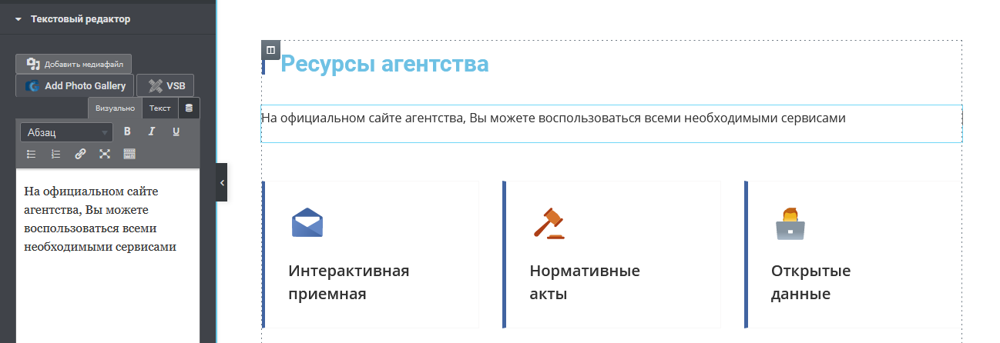 Текстовый редактор
Добавить медиафайл
Add Photo Gallery
VSB
Визуально
Текст
Абзац
B
I
U
На официальном сайте
агентства, Вы можете
воспользоваться всеми
необходимыми сервисами
Ресурсы агентства
На официальном сайте агентства, Вы можете воспользоваться всеми необходимыми сервисами
Интерактивная
приемная
Нормативные
акты
Открытые
данные